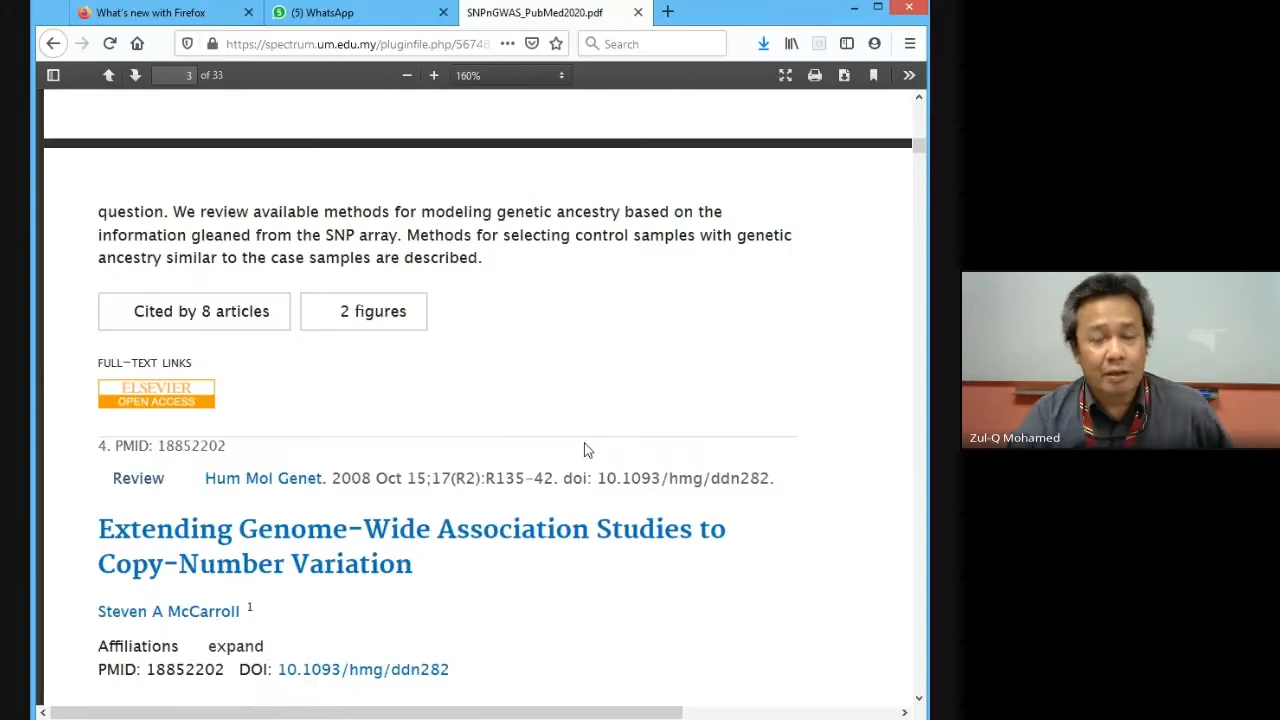 What's new with Firefox
(5) WhatsApp
SNPnGWAS_PubMed2020.pdf
https://spectrum.um.edu.my/pluginfile.php/56748
Search
3 of 33
160%
question. We review available methods for modeling genetic ancestry based on the
information gleaned from the SNP array. Methods for selecting control samples with genetic
ancestry similar to the case samples are described.
Cited by 8 articles
2 figures
FULL-TEXT LINKS
ELSEVIER
OPEN ACCESS
4. PMID: 18852202
Review Hum Mol Genet. 2008 Oct 15;17(R2):R135-42. doi: 10.1093/hmg/ddn282.
Extending Genome-Wide Association Studies to
Copy-Number Variation
Steven A McCarroll 1
Affiliations expand
PMID: 18852202 DOI: 10.1093/hmg/ddn282
Zul-Q Mohamed